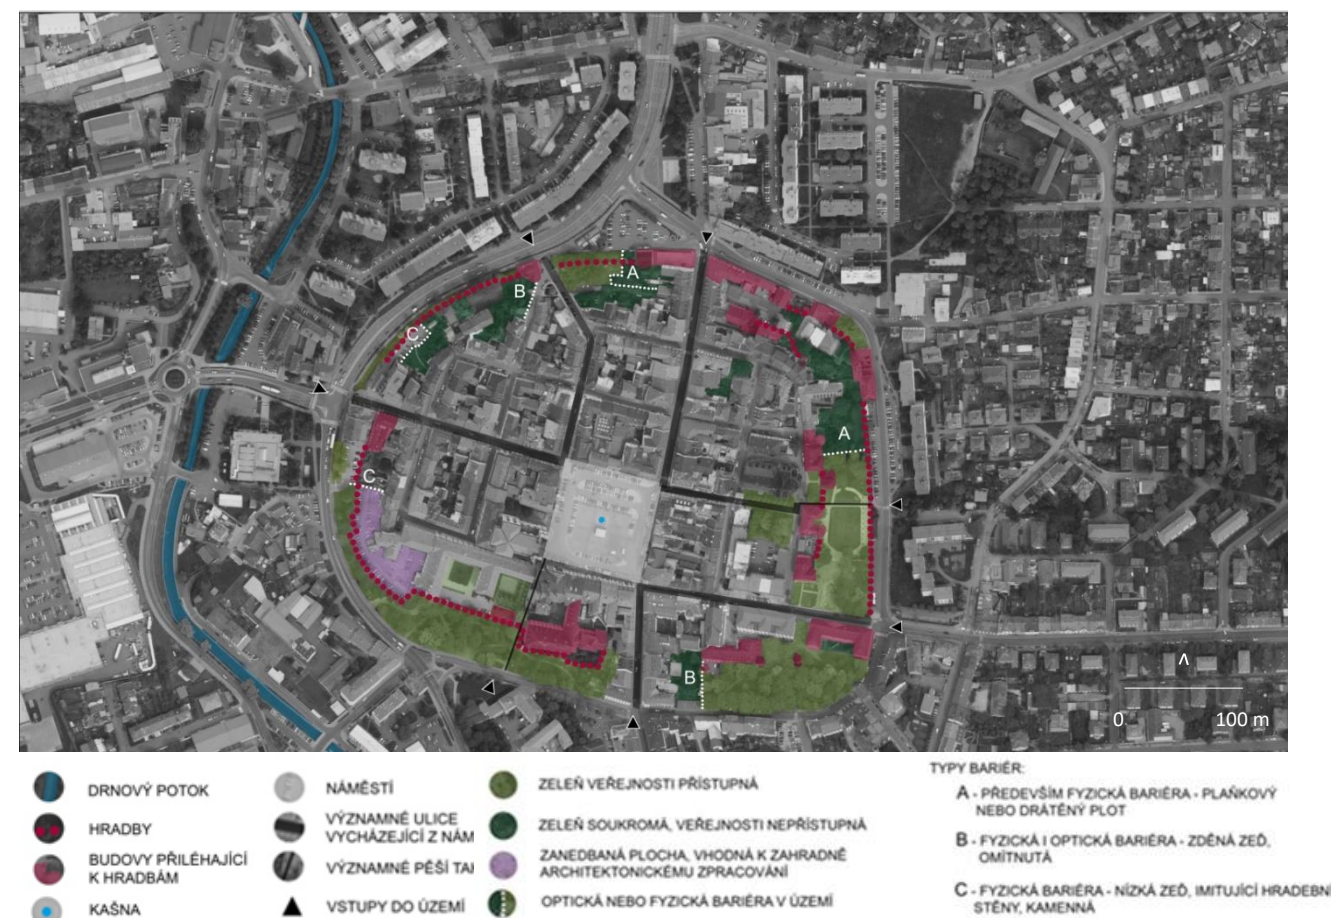 A
B
C
A
C
B
^
0 100 m
DRNOVÝ POTOK
HRADBY
BUDOVY PŘILÉHAJÍCÍ
K HRADBÁM
KAŠNA
NÁMĚSTÍ
VÝZNAMNÉ ULICE
VYCHÁZEJÍCÍ Z NÁM
VÝZNAMNÉ PĚŠÍ
VSTUPY DO ÚZEMÍ
ZELEŇ VEŘEJNOSTI PŘÍSTUPNÁ
ZELEŇ SOUKROMÁ, VEŘEJNOSTI NEPŘÍSTUPNÁ
ZANEDBANÁ PLOCHA, VHODNÁ K ZAHRADNĚ
ARCHITEKTONICKÉMU ZPRACOVÁNÍ
OPTICKÁ NEBO FYZICKÁ BARIÉRA V ÚZEMÍ
TYPY BARIÉR:
A - PŘEDEVŠÍM FYZICKÁ BARIÉRA - PLAŇKOVÝ
NEBO DRÁTĚNÝ PLOT
B - FYZICKÁ I OPTICKÁ BARIÉRA - ZDĚNÁ ZEĎ,
OMÍTNUTÁ
C - FYZICKÁ BARIÉRA - NÍZKÁ ZEĎ, IMITUJÍCÍ HRADEBNÍ
STĚNY, KAMENNÁ